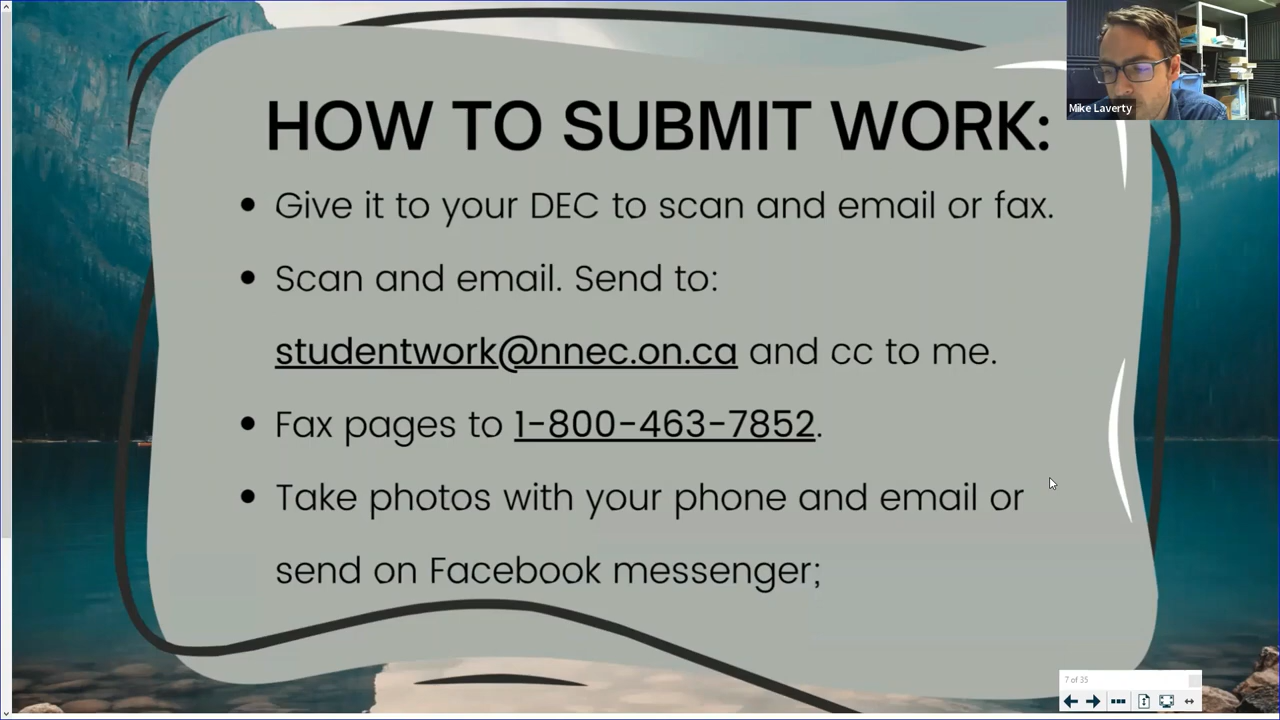 Mike Laverty
HOW TO SUBMIT WORK:
• Give it to your DEC to scan and email or fax.
• Scan and email. Send to:
studentwork@nnec.on.ca and cc to me.
• Fax pages to 1-800-463-7852.
• Take photos with your phone and email or
send on Facebook messenger;
7 of 35